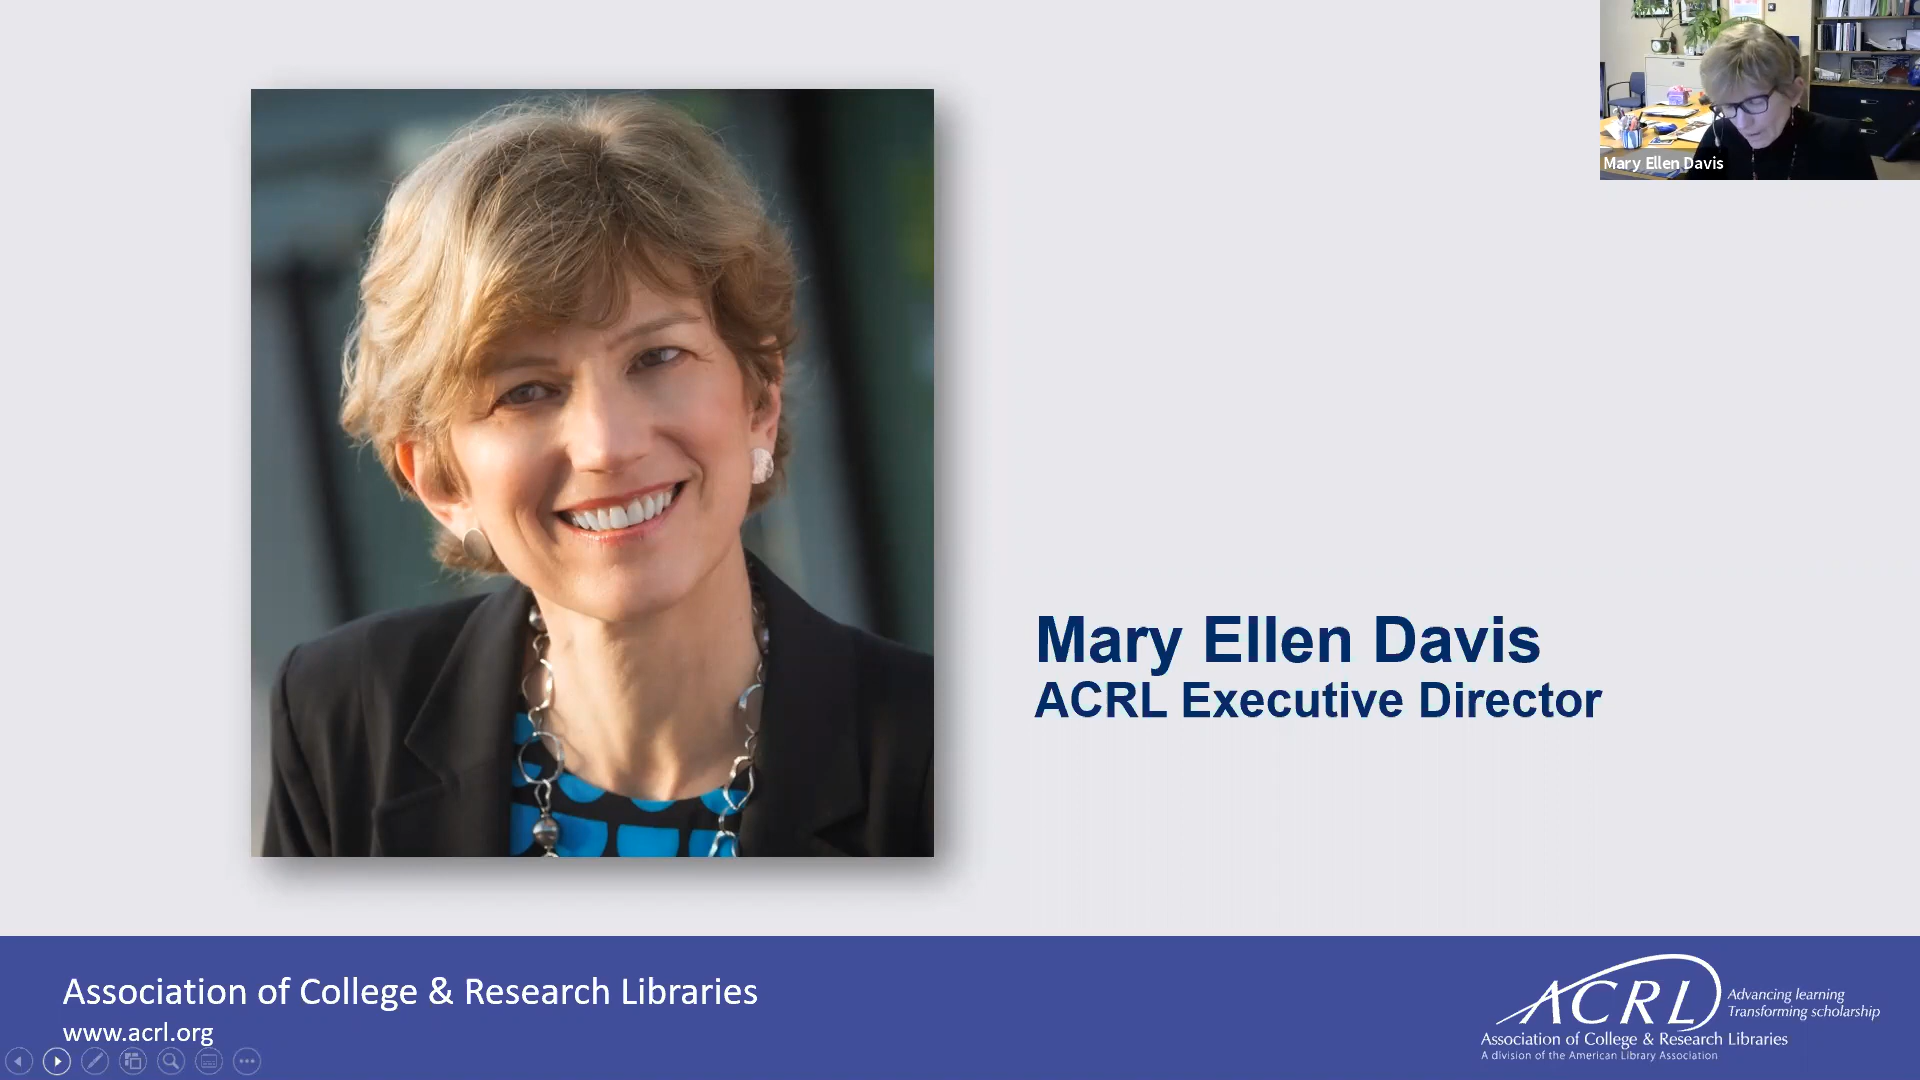 Mary Ellen Davis
Mary Ellen Davis
ACRL Executive Director
Association of College & Research Libraries
www.acrl.org
ACRL
Advancing learning
Transforming scholarship
Association of College & Research Libraries
A division of the American Library Association